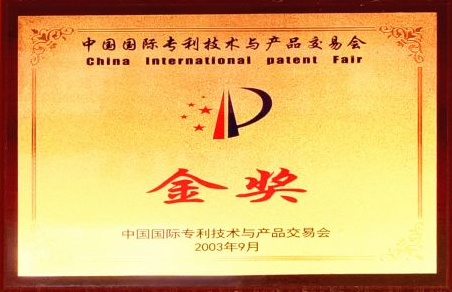 中国国际专利技术与产品交易会
China International patent Fair
金奖
中国国际专利技术与产品交易会
2003年9月